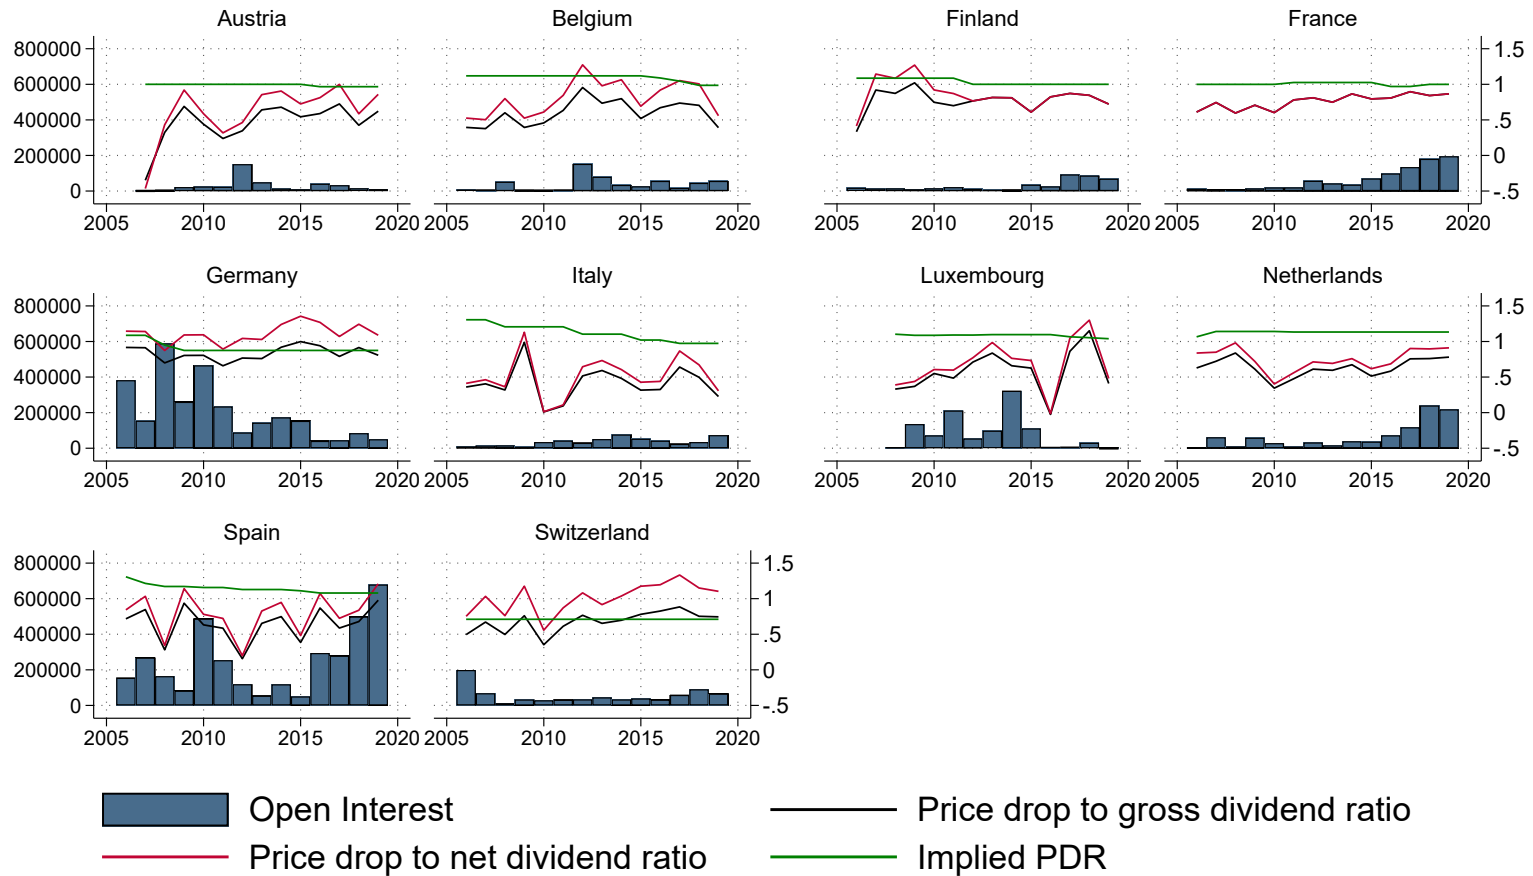 Austria Belgium Finland France
800000 1.5
600000 1
400000 .5
200000 0
0 -.5
2005 2010 2015 2020 2005 2010 2015 2020 2005 2010 2015 2020 2005 2010 2015 2020
Germany Italy Luxembourg Netherlands
800000 1.5
600000 1
400000 .5
200000 0
0 -.5
2005 2010 2015 2020 2005 2010 2015 2020 2005 2010 2015 2020 2005 2010 2015 2020
Spain Switzerland
800000 1.5
600000 1
400000 .5
200000 0
0 -.5
2005 2010 2015 2020 2005 2010 2015 2020
Open Interest Price drop to gross dividend ratio
Price drop to net dividend ratio Implied PDR